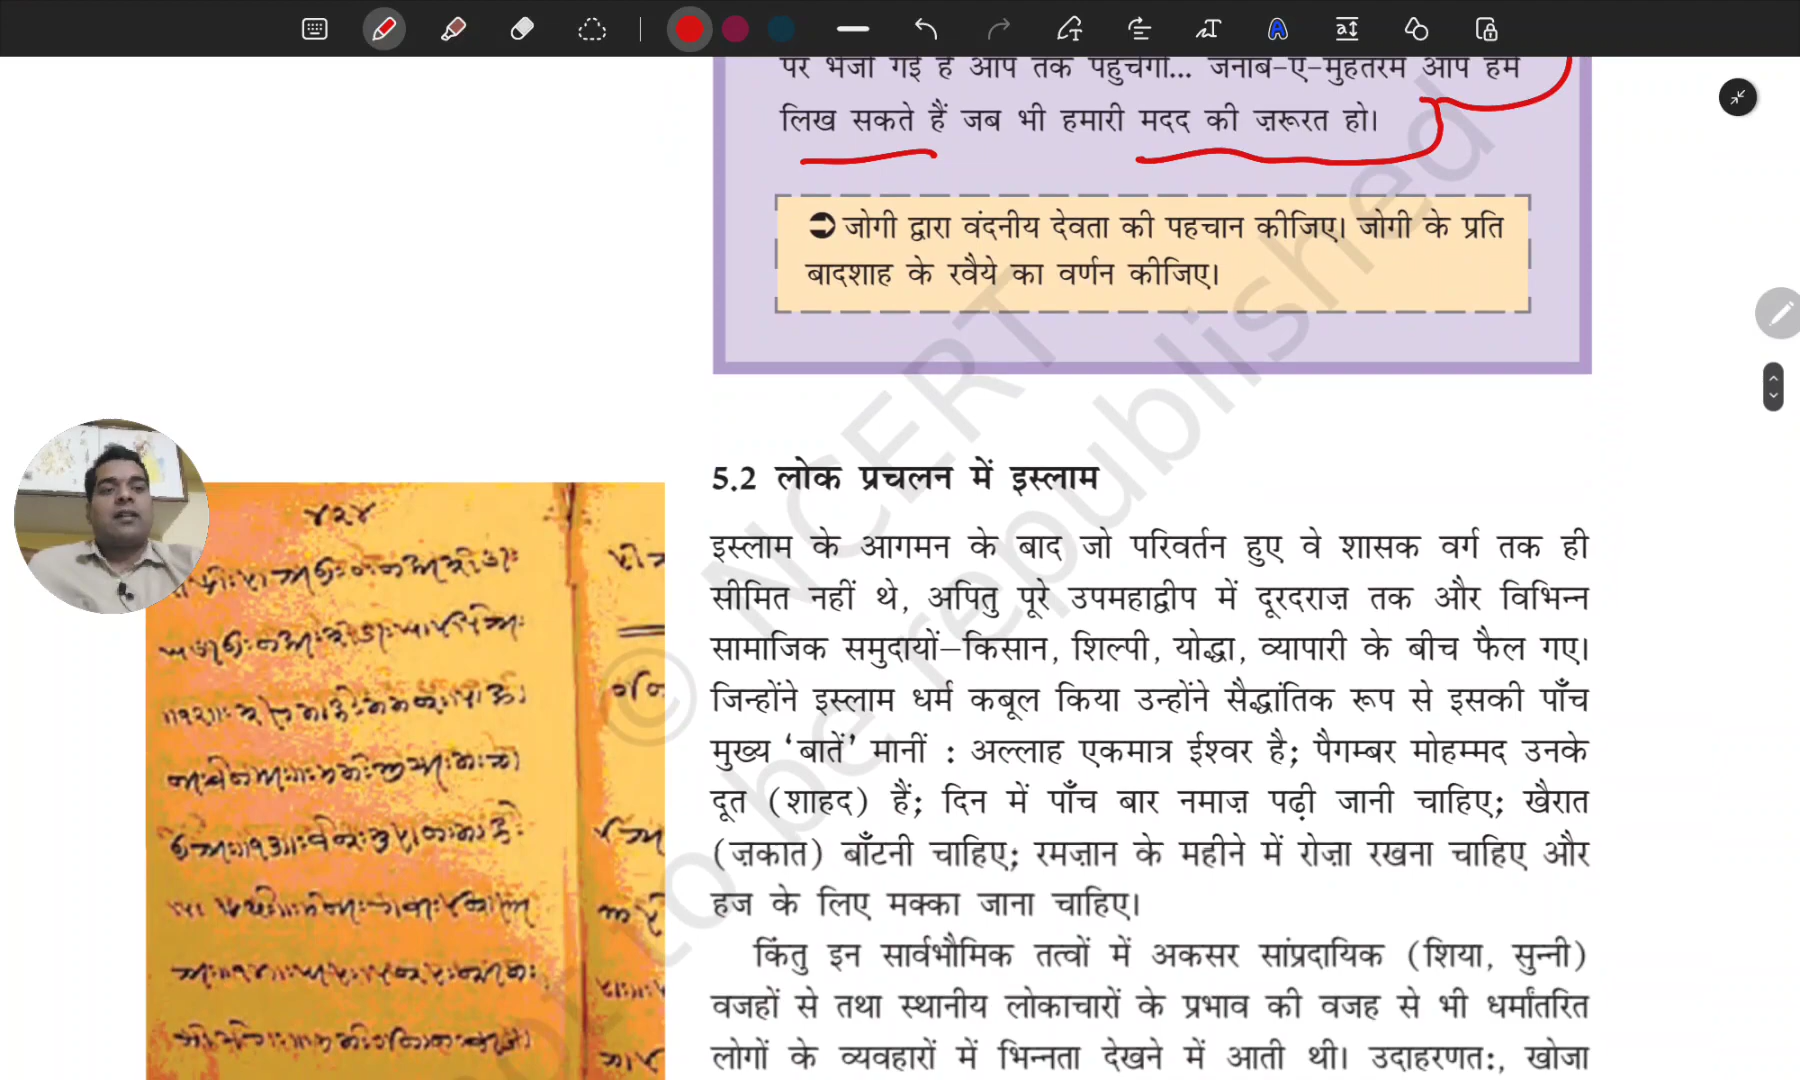 पर भेजी गई है आप तक पहुँचेगी... जनाब-ए-मुहतरम आप हमें
लिख सकते हैं जब भी हमारी मदद की ज़रूरत हो।
➲ जोगी द्वारा वंदनीय देवता की पहचान कीजिए। जोगी के प्रति
बादशाह के रवैये का वर्णन कीजिए।
5.2 लोक प्रचलन में इस्लाम
इस्लाम के आगमन के बाद जो परिवर्तन हुए वे शासक वर्ग तक ही
सीमित नहीं थे, अपितु पूरे उपमहाद्वीप में दूरदराज़ तक और विभिन्न
सामाजिक समुदायों–किसान, शिल्पी, योद्धा, व्यापारी के बीच फैल गए।
जिन्होंने इस्लाम धर्म कबूल किया उन्होंने सैद्धांतिक रूप से इसकी पाँच
मुख्य ‘बातें’ मानीं : अल्लाह एकमात्र ईश्वर है; पैगम्बर मोहम्मद उनके
दूत (शाहद) हैं; दिन में पाँच बार नमाज़ पढ़ी जानी चाहिए; खैरात
(ज़कात) बाँटनी चाहिए; रमज़ान के महीने में रोज़ा रखना चाहिए और
हज के लिए मक्का जाना चाहिए।
किंतु इन सार्वभौमिक तत्वों में अकसर सांप्रदायिक (शिया, सुन्नी)
वजहों से तथा स्थानीय लोकाचारों के प्रभाव की वजह से भी धर्मांतरित
लोगों के व्यवहारों में भिन्नता देखने में आती थी। उदाहरणत:, खोजा
© NCERT
to be republished